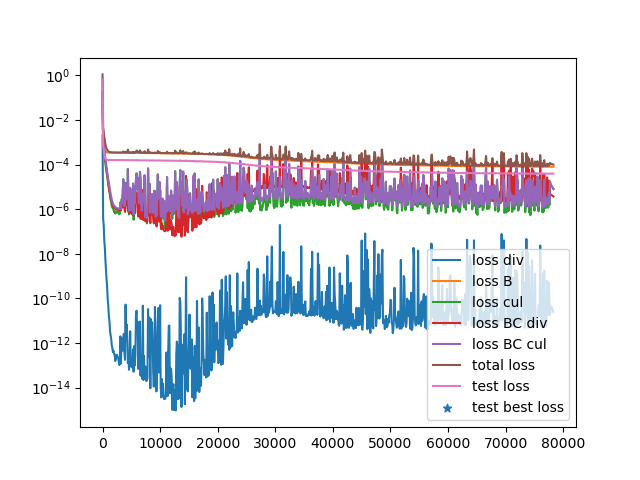 10⁰
10⁻²
10⁻⁴
10⁻⁶
10⁻⁸
10⁻¹⁰
10⁻¹²
10⁻¹⁴
loss div
loss B
loss cul
loss BC div
loss BC cul
total loss
test loss
test best loss
0 10000 20000 30000 40000 50000 60000 70000 80000